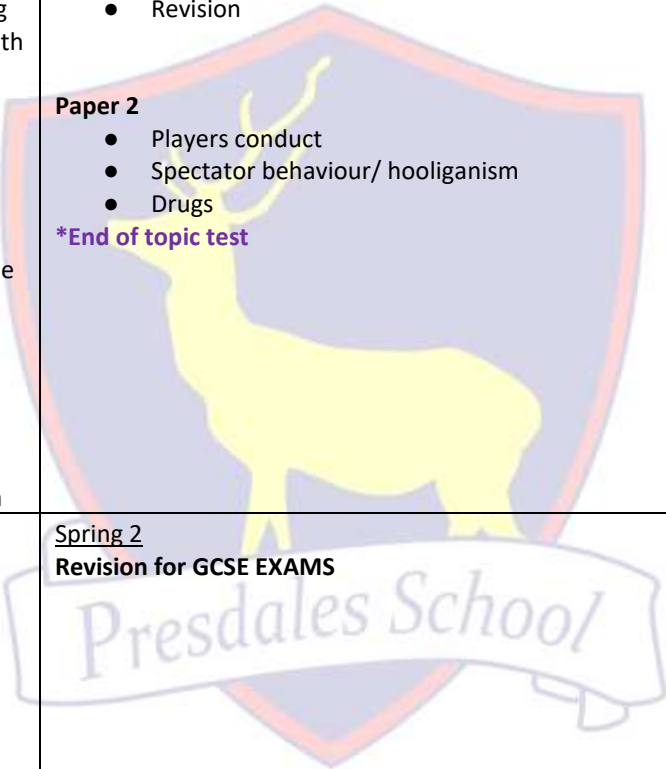 ● Revision
th
Paper 2
● Players conduct
● Spectator behaviour/ hooliganism
● Drugs
*End of topic test
e
Spring 2
Revision for GCSE EXAMS
Presdales School